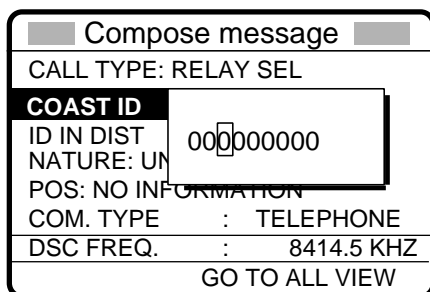 Compose message
CALL TYPE: RELAY SEL
COAST ID
000000000
ID IN DIST
NATURE: UN
POS: NO INFORMATION
COM. TYPE : TELEPHONE
DSC FREQ. : 8414.5 KHZ
GO TO ALL VIEW